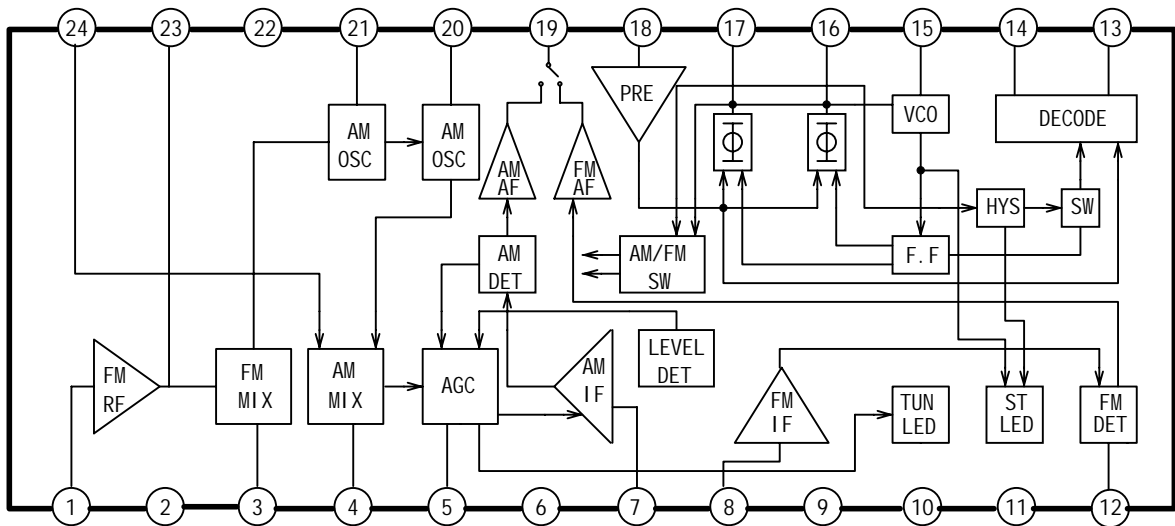 24 23 22 21 20 19 18 17 16 15 14 13
PRE
VCO
DECODE
AM
OSC
AM
OSC
AM
AF
FM
AF
HYS
SW
AM
DET
AM/FM
SW
F.F
FM
RF
FM
MIX
AM
MIX
AGC
AM
IF
LEVEL
DET
FM
IF
TUN
LED
ST
LED
FM
DET
1 2 3 4 5 6 7 8 9 10 11 12